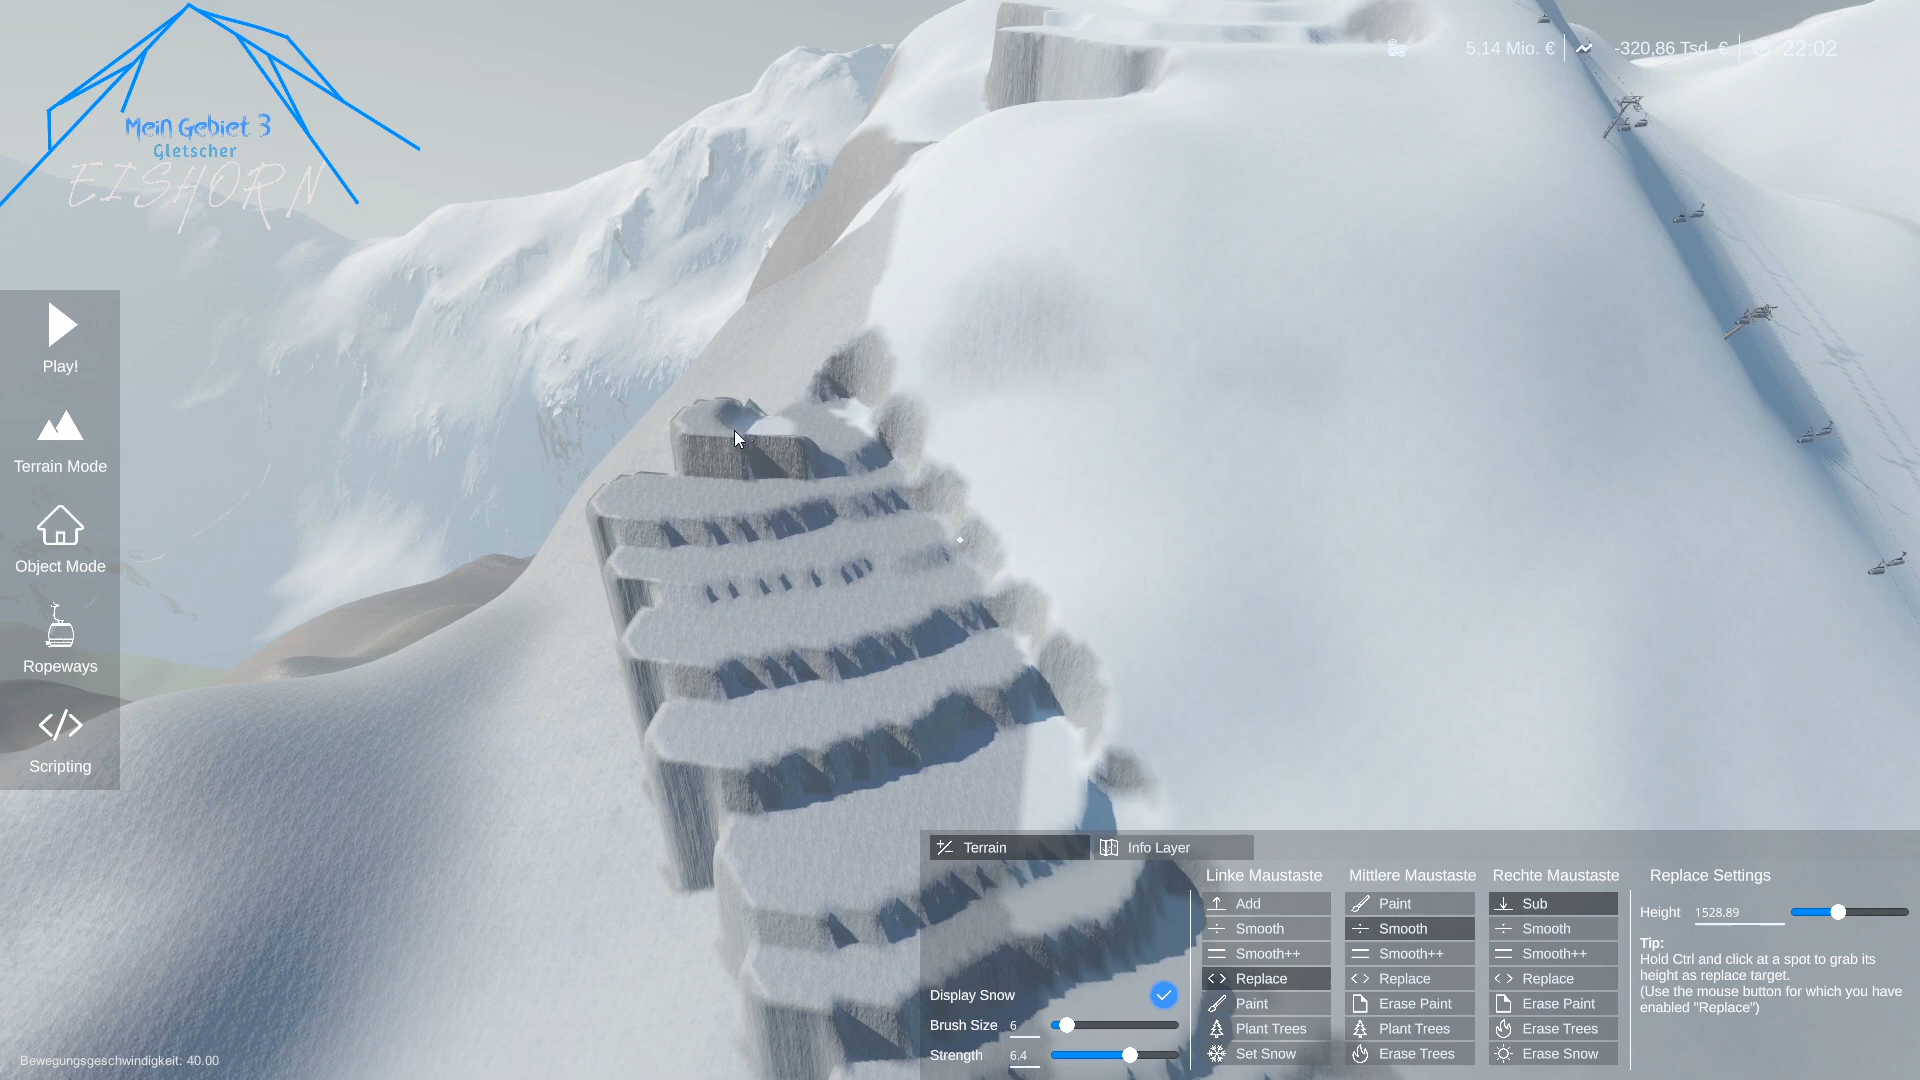 Mein Gebiet 3
Gletscher
EISHORN
5,14 Mio. €
-320,86 Tsd. €
22:02
Play!
Terrain Mode
Object Mode
Ropeways
Scripting
Bewegungsgeschwindigkeit: 40.00
Terrain
Info Layer
Display Snow
Brush Size 6
Strength 6.4
Linke Maustaste
Add
Smooth
Smooth++
Replace
Paint
Plant Trees
Set Snow
Mittlere Maustaste
Paint
Smooth
Smooth++
Replace
Erase Paint
Plant Trees
Erase Trees
Rechte Maustaste
Sub
Smooth
Smooth++
Replace
Erase Paint
Erase Trees
Erase Snow
Replace Settings
Height 1528.89
Tip:
Hold Ctrl and click at a spot to grab its
height as replace target.
(Use the mouse button for which you have
enabled "Replace")